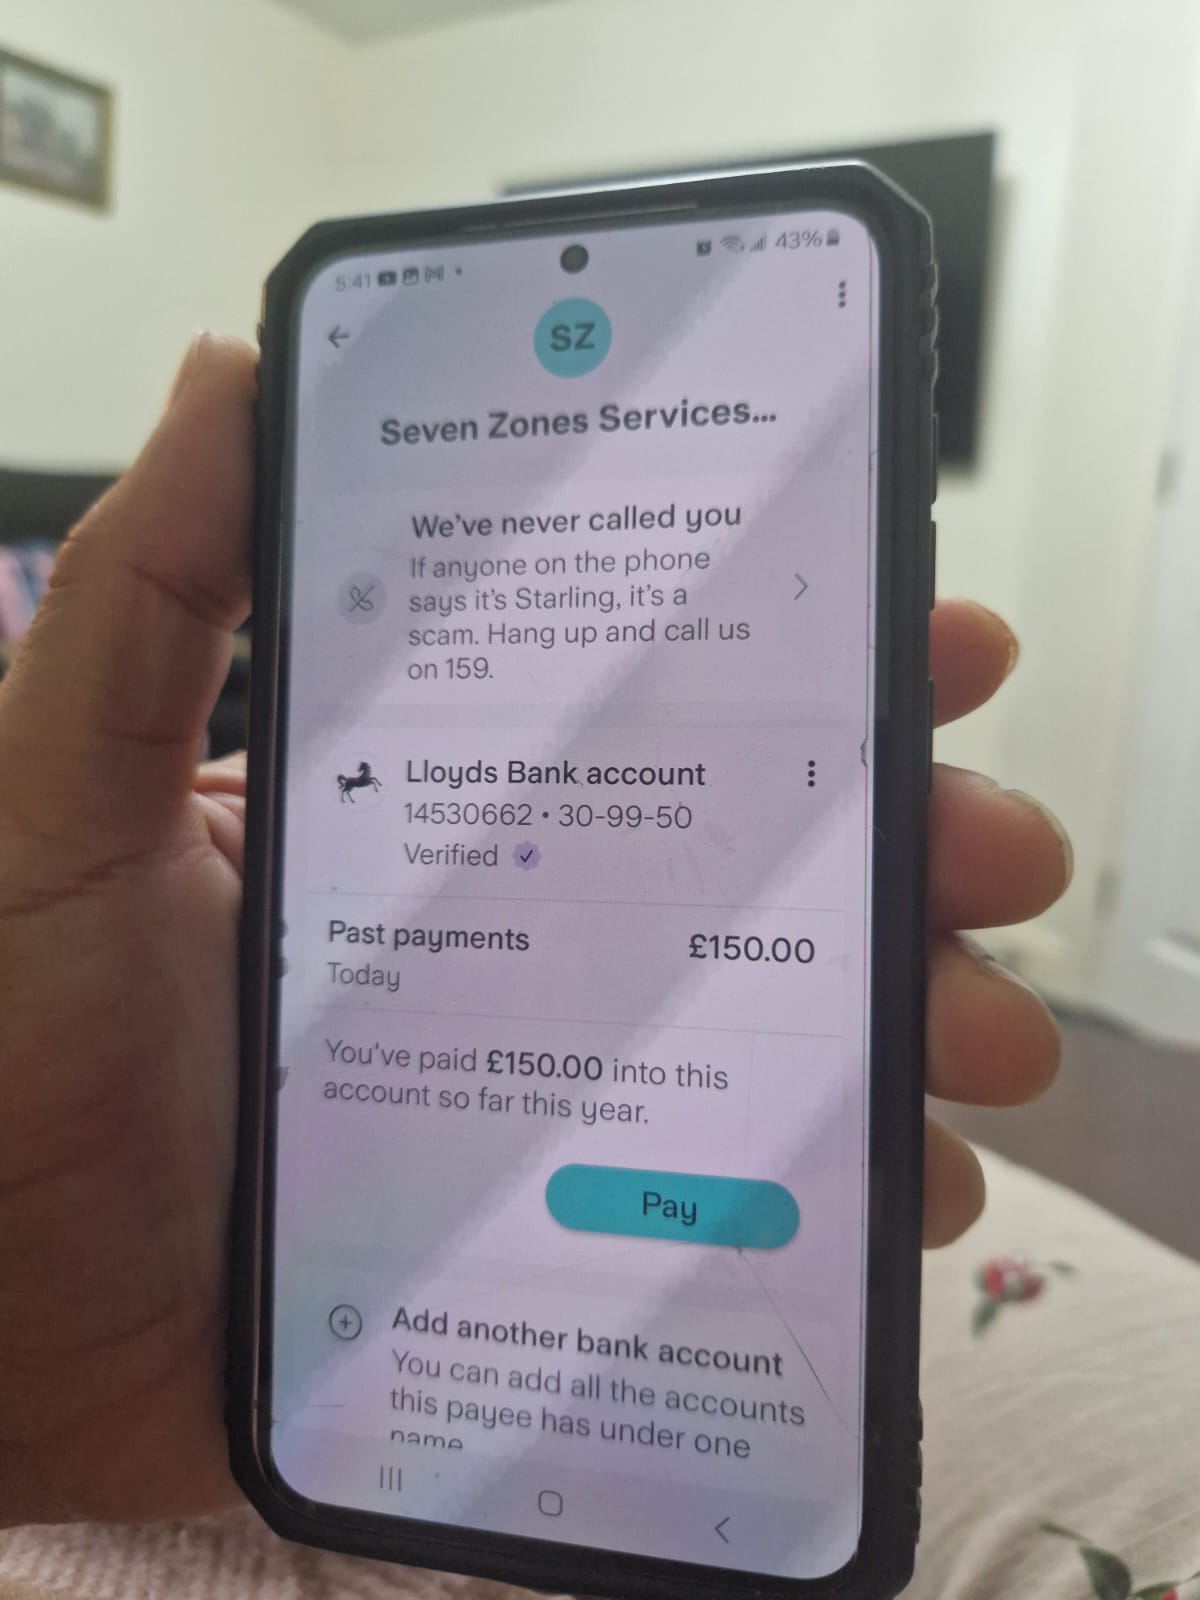 5:41 43%
SZ
Seven Zones Services...
We've never called you
If anyone on the phone
says it's Starling, it's a
scam. Hang up and call us
on 159.
Lloyds Bank account
14530662 • 30-99-50
Verified
Past payments £150.00
Today
You've paid £150.00 into this
account so far this year.
Pay
Add another bank account
You can add all the accounts
this payee has under one
name